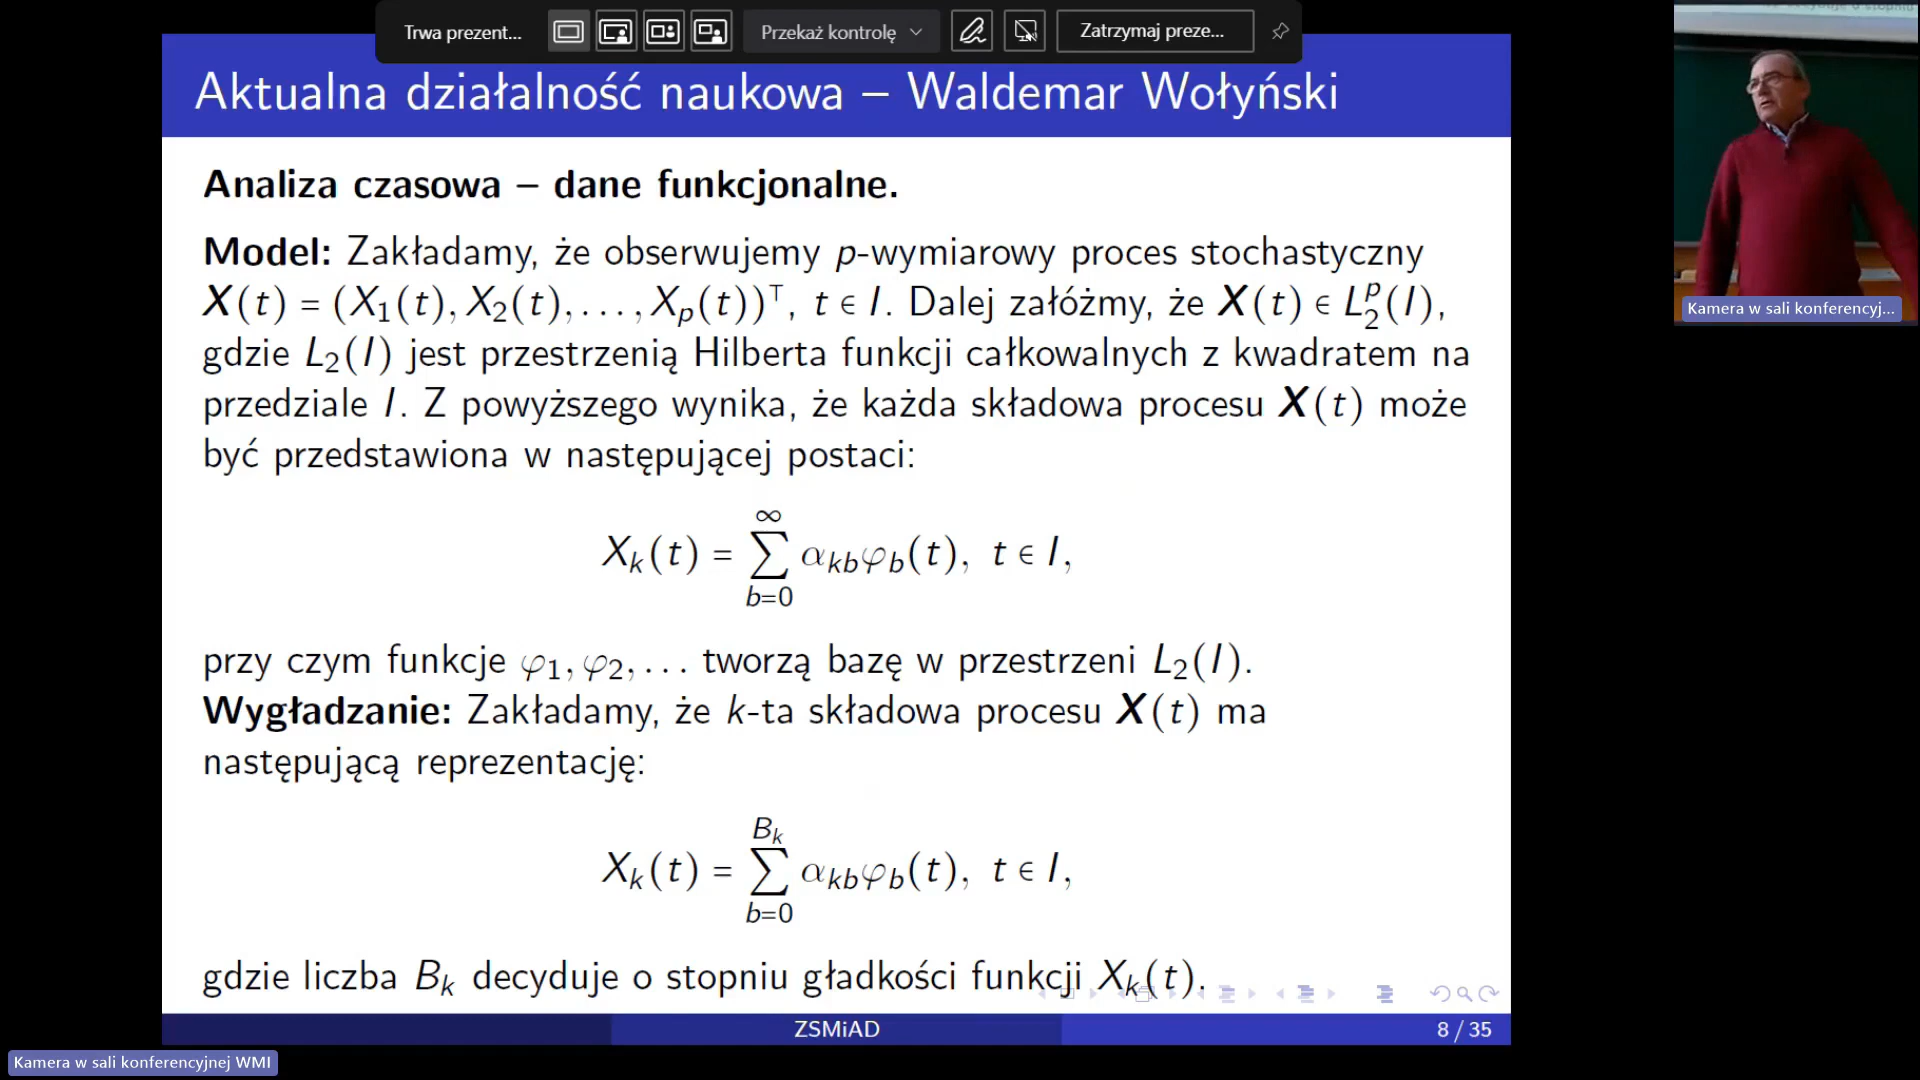 Trwa prezent...
Przekaż kontrolę
Zatrzymaj preze...
Aktualna działalność naukowa – Waldemar Wołyński
Analiza czasowa – dane funkcjonalne.
Model: Zakładamy, że obserwujemy p-wymiarowy proces stochastyczny
X(t) = (X₁(t), X₂(t), . . . , Xₚ(t))⊤, t ∈ I. Dalej załóżmy, że X(t) ∈ L₂ᵖ(I),
gdzie L₂(I) jest przestrzenią Hilberta funkcji całkowalnych z kwadratem na
przedziale I. Z powyższego wynika, że każda składowa procesu X(t) może
być przedstawiona w następującej postaci:
Xₖ(t) = ∑_{b=0}^{∞} α_{kb}φ_b(t), t ∈ I,
przy czym funkcje φ₁, φ₂, . . . tworzą bazę w przestrzeni L₂(I).
Wygładzanie: Zakładamy, że k-ta składowa procesu X(t) ma
następującą reprezentację:
Xₖ(t) = ∑_{b=0}^{Bₖ} α_{kb}φ_b(t), t ∈ I,
gdzie liczba Bₖ decyduje o stopniu gładkości funkcji Xₖ(t).
ZSMiAD
8 / 35
Kamera w sali konferencyj...
Kamera w sali konferencyjnej WMI